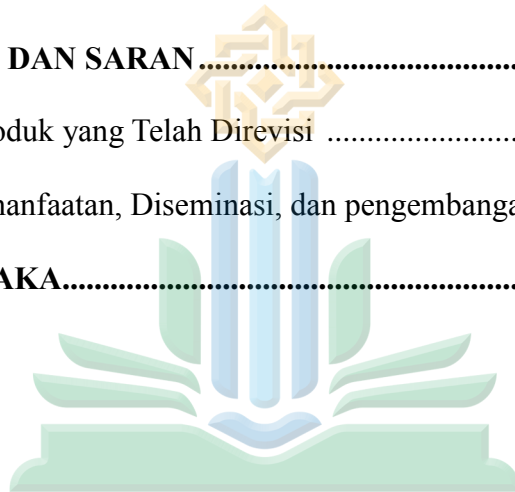 DAN SARAN..........................................
oduk yang Telah Direvisi ..........................
nanfaatan, Diseminasi, dan pengembanga
AKA..........................................................